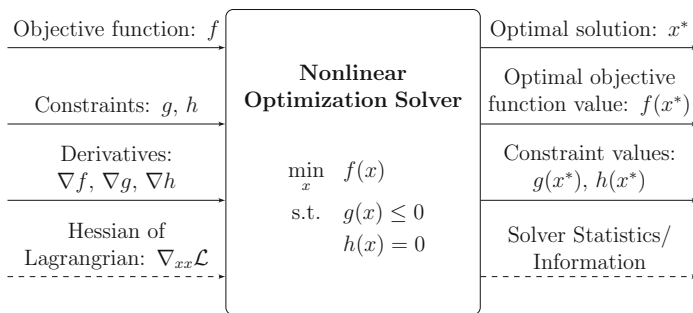 Objective function: f
Constraints: g, h
Derivatives:
∇f, ∇g, ∇h
Hessian of
Lagrangrian: ∇xxℒ
Nonlinear
Optimization Solver
min f(x)
x
s.t. g(x) ≤ 0
h(x) = 0
Optimal solution: x*
Optimal objective
function value: f(x*)
Constraint values:
g(x*), h(x*)
Solver Statistics/
Information